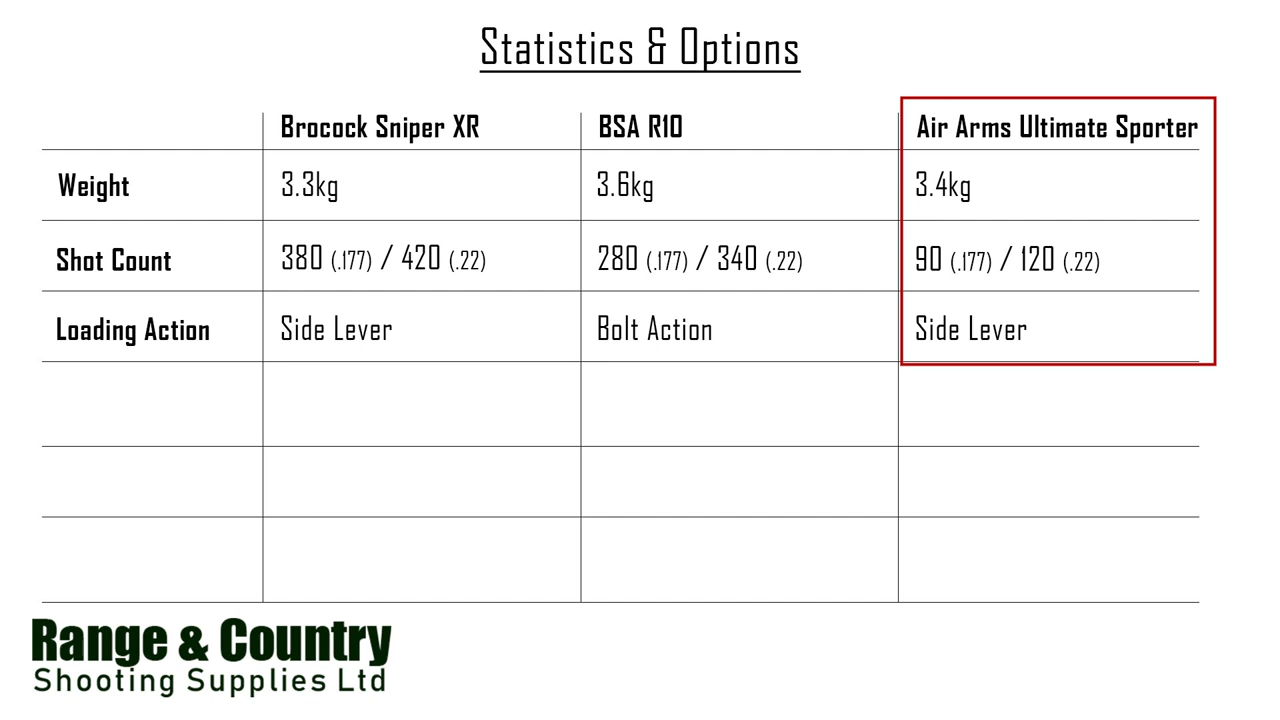 Statistics & Options
Brocock Sniper XR BSA R10 Air Arms Ultimate Sporter
Weight 3.3kg 3.6kg 3.4kg
Shot Count 380 (.177) / 420 (.22) 280 (.177) / 340 (.22) 90 (.177) / 120 (.22)
Loading Action Side Lever Bolt Action Side Lever
Range & Country
Shooting Supplies Ltd